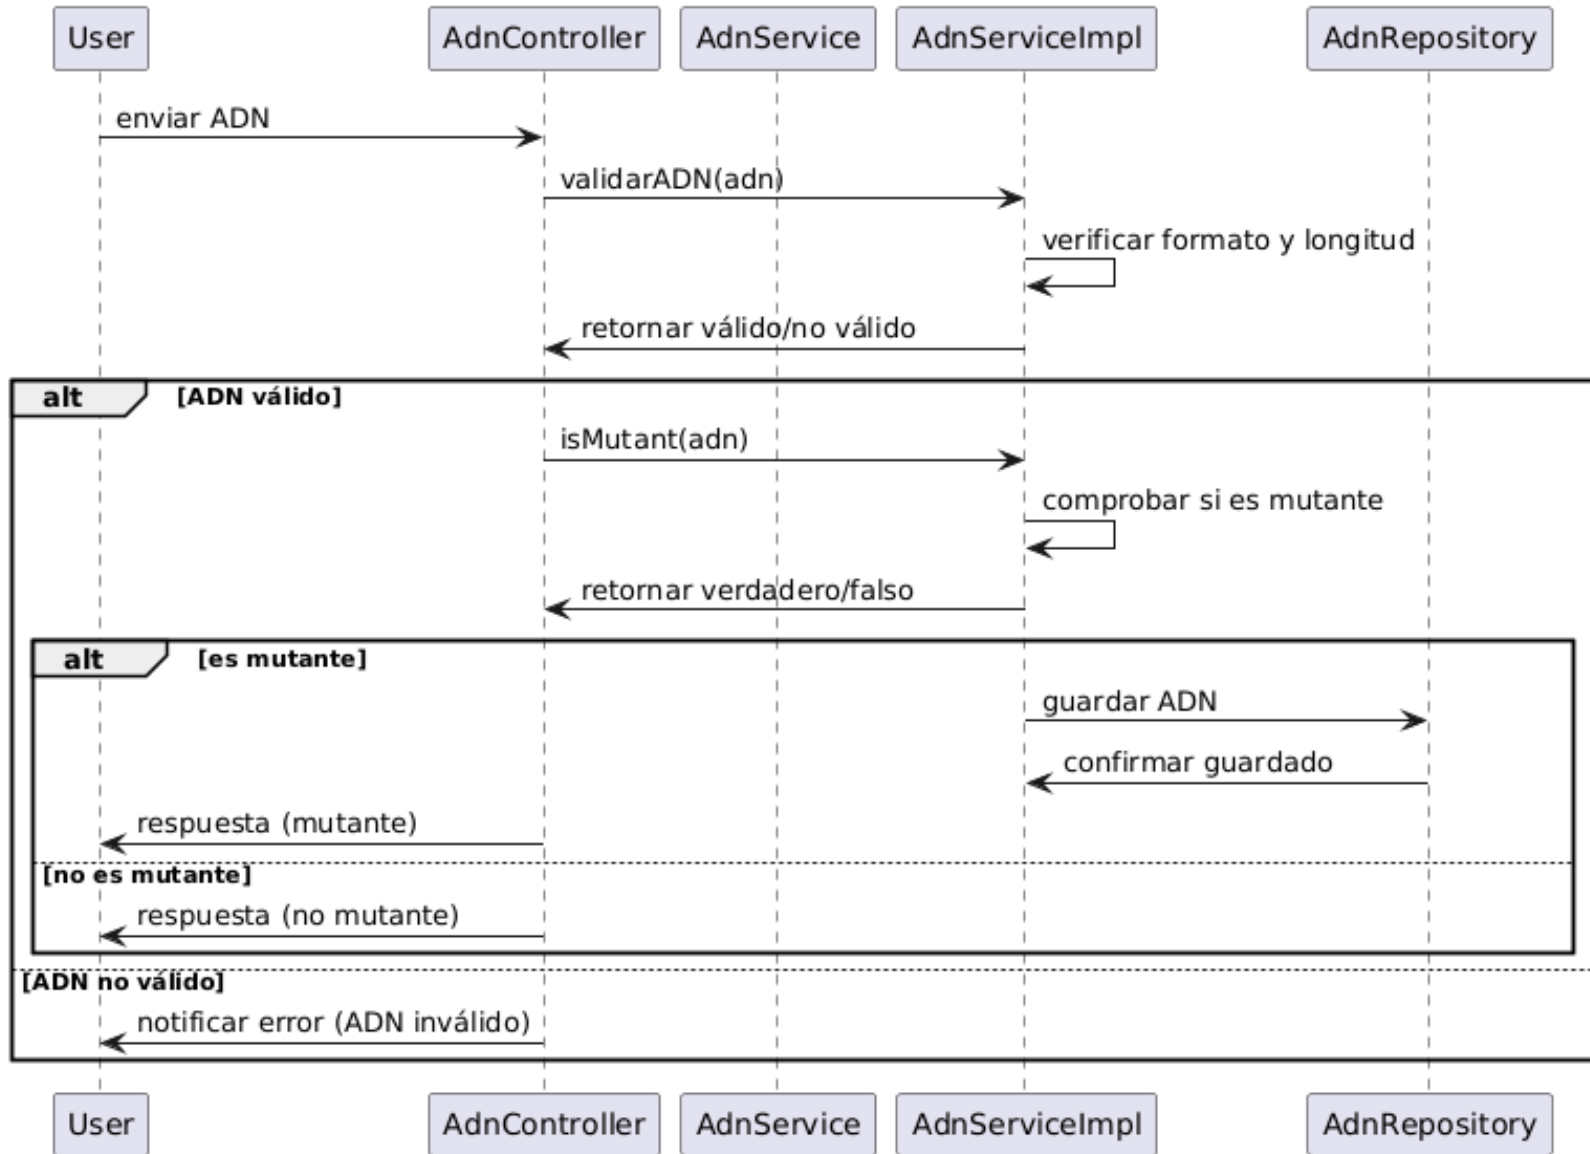 User AdnController AdnService AdnServiceImpl AdnRepository
enviar ADN
validarADN(adn)
verificar formato y longitud
retornar válido/no válido
alt [ADN válido]
isMutant(adn)
comprobar si es mutante
retornar verdadero/falso
alt [es mutante]
guardar ADN
confirmar guardado
respuesta (mutante)
[no es mutante]
respuesta (no mutante)
[ADN no válido]
notificar error (ADN inválido)
User AdnController AdnService AdnServiceImpl AdnRepository